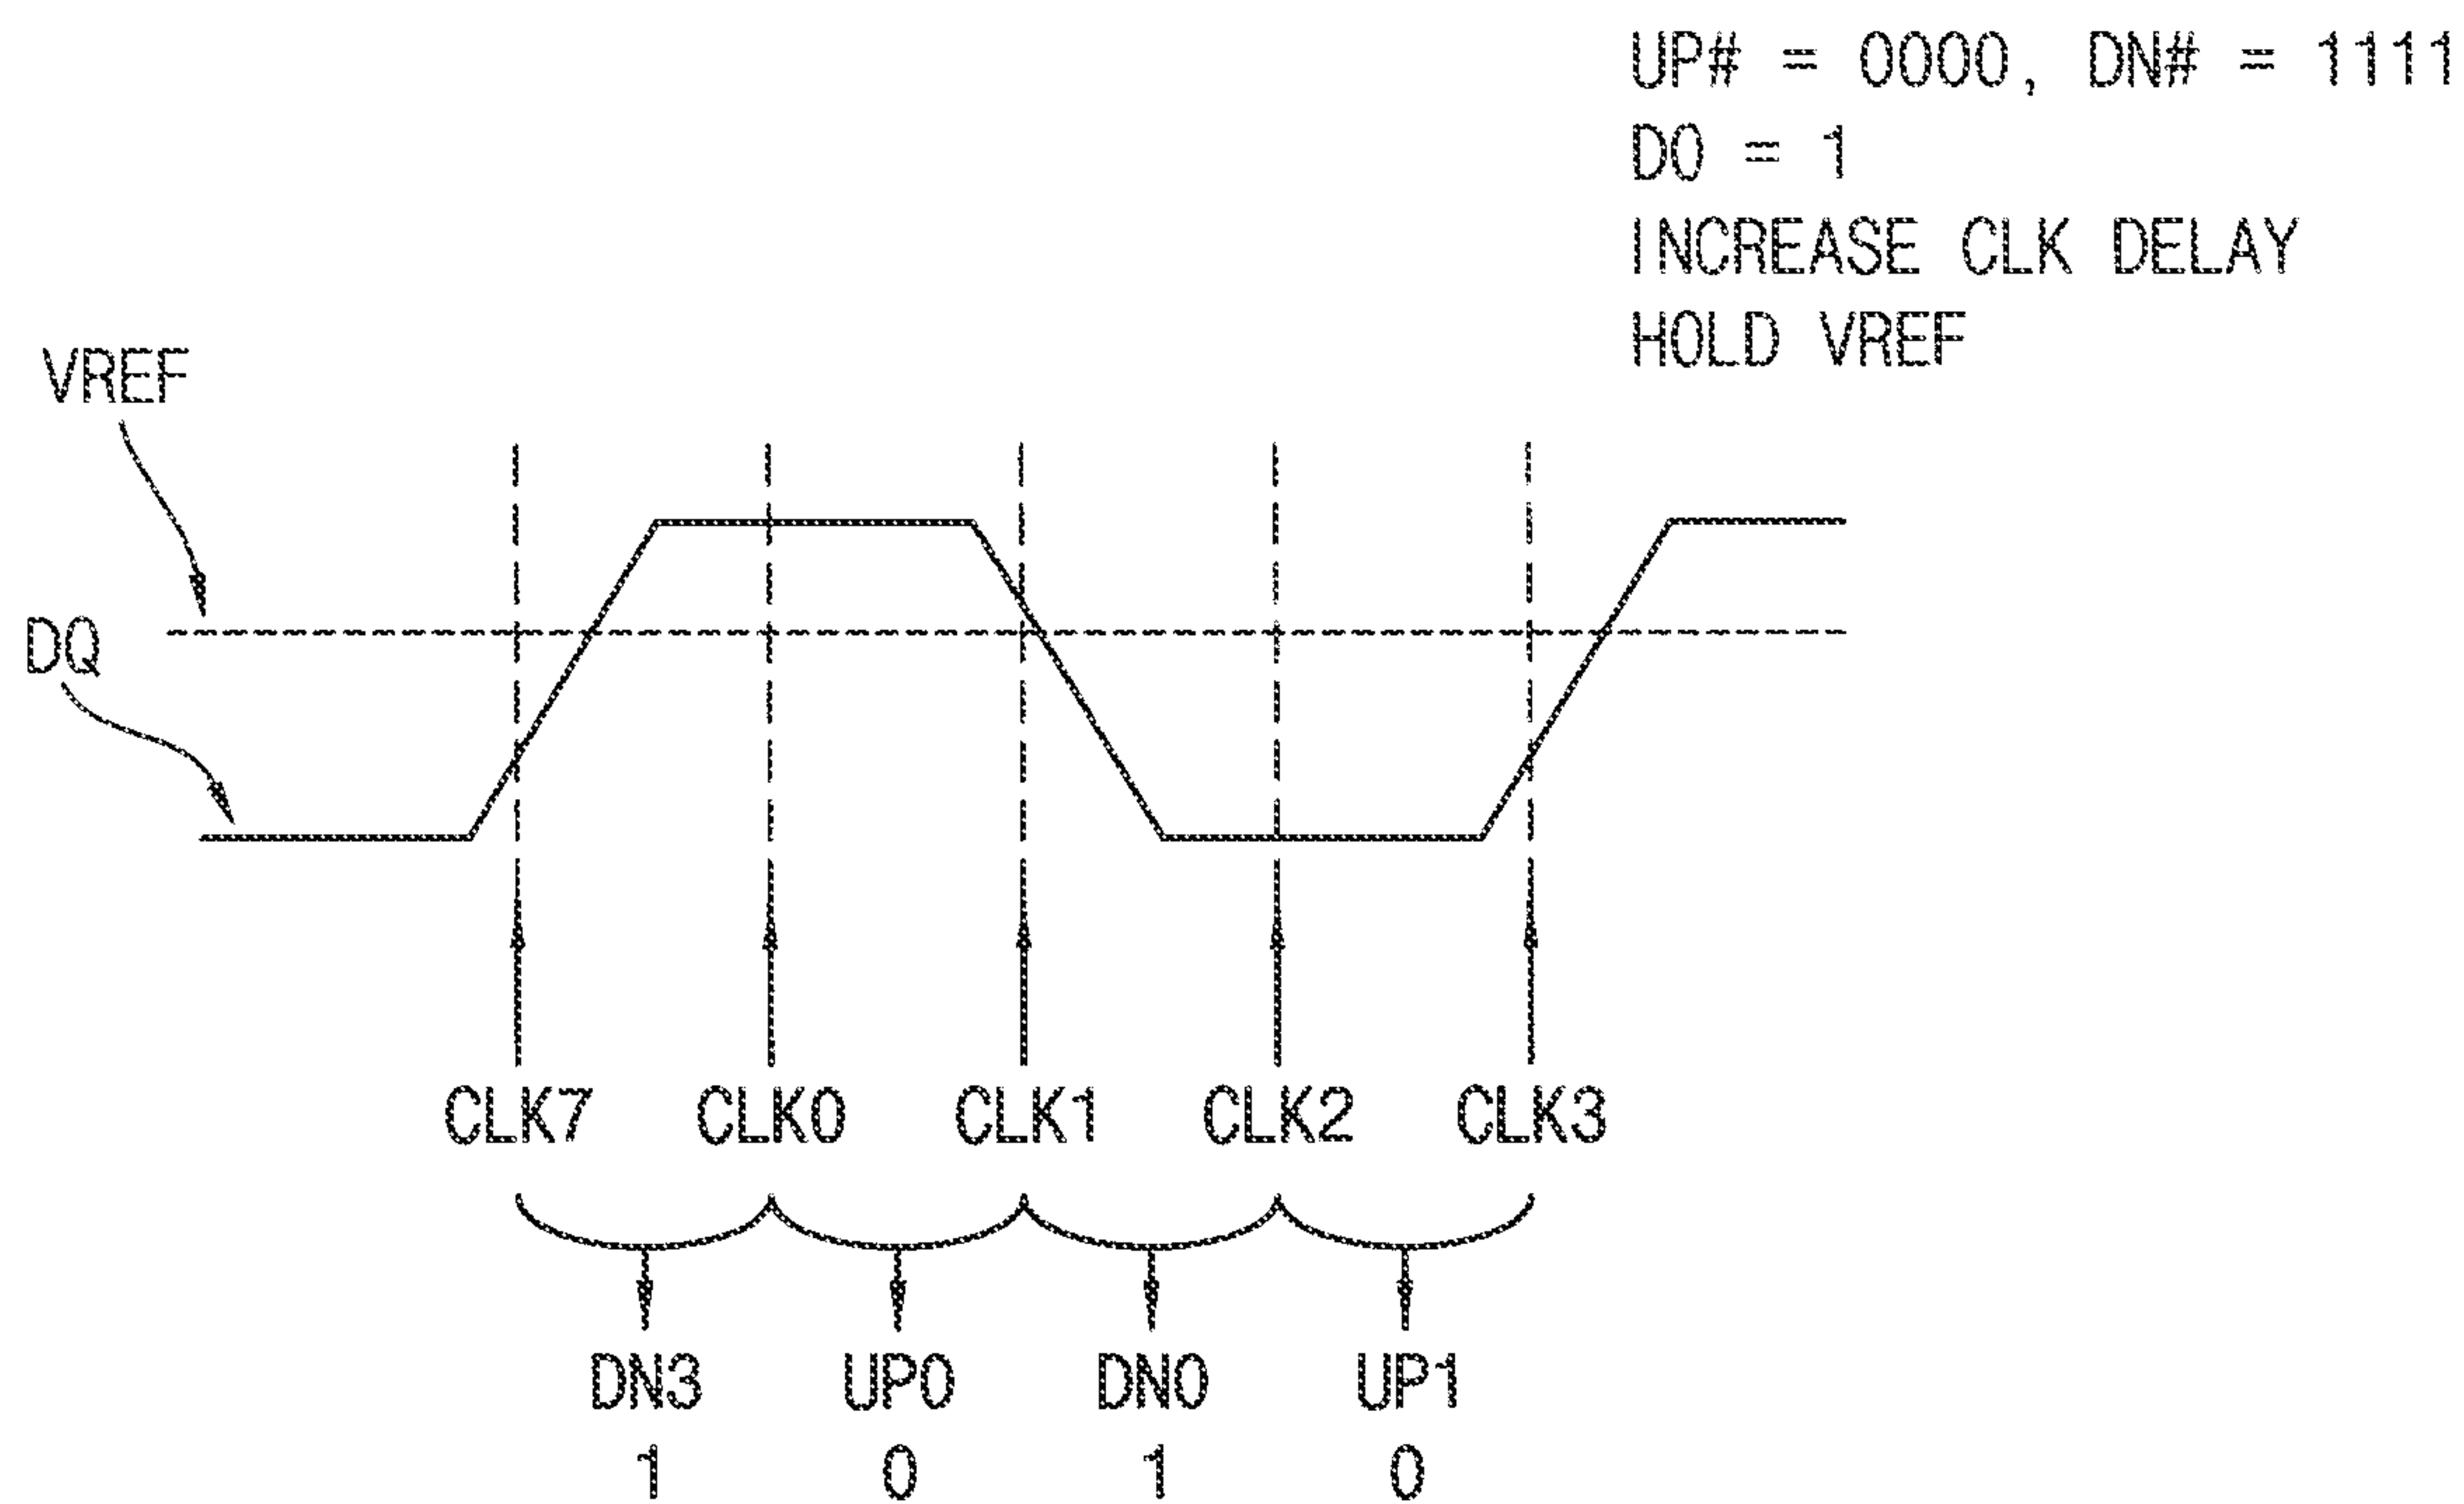 UP# = 0000, DN# = 1111
D0 = 1
INCREASE CLK DELAY
HOLD VREF
VREF
DQ
CLK7 CLK0 CLK1 CLK2 CLK3
DN3 UP0 DN0 UP1
1 0 1 0